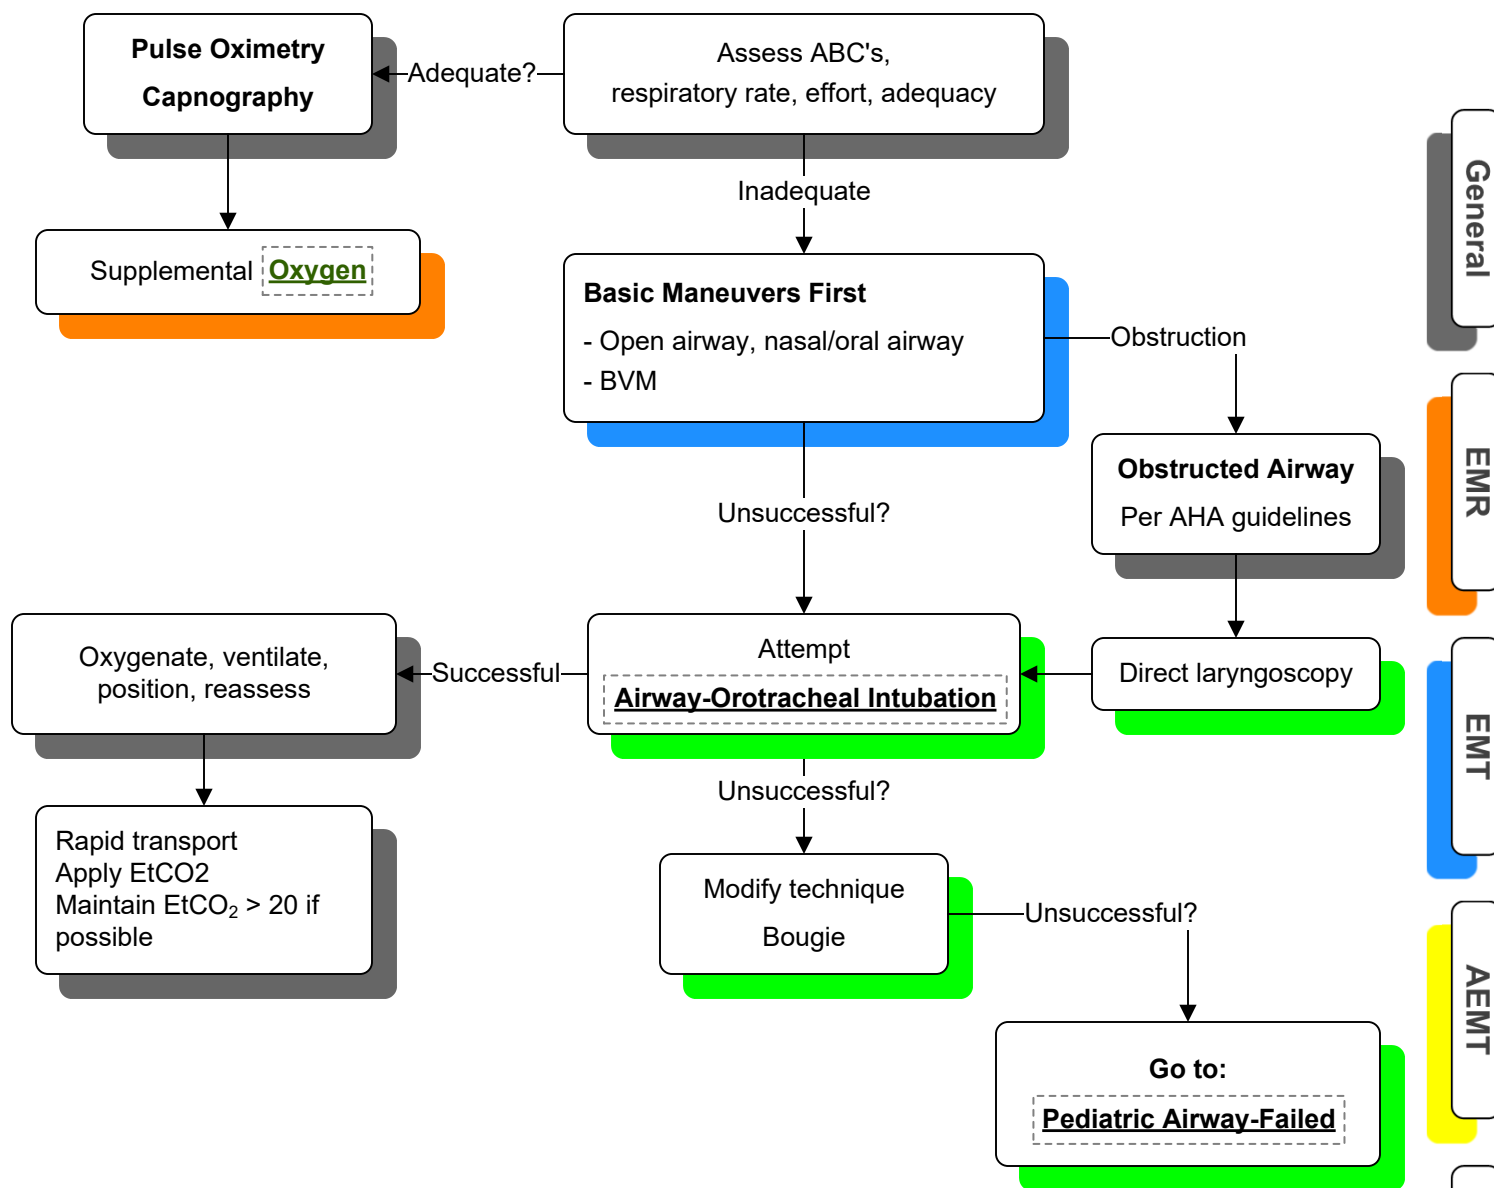 Pulse Oximetry
Capnography
Adequate?
Assess ABC's,
respiratory rate, effort, adequacy
Inadequate
Supplemental Oxygen
Basic Maneuvers First
- Open airway, nasal/oral airway
- BVM
Obstruction
Obstructed Airway
Per AHA guidelines
Unsuccessful?
Direct laryngoscopy
Attempt
Airway-Orotracheal Intubation
Successful
Oxygenate, ventilate,
position, reassess
Rapid transport
Apply EtCO2
Maintain EtCO₂ > 20 if
possible
Unsuccessful?
Modify technique
Bougie
Unsuccessful?
Go to:
Pediatric Airway-Failed
General
EMR
EMT
AEMT